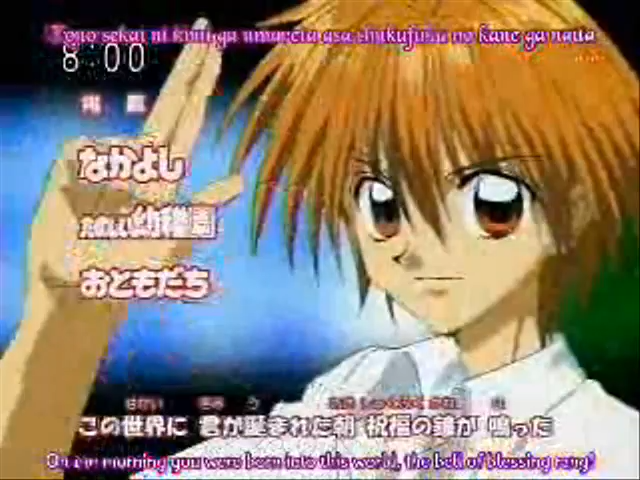 Kono sekai ni kimi ga umareta asa shukufuku no kane ga natta
8:00
なかよし
たのしい幼稚園
おともだち
この世界に 君が誕まれた朝 祝福の鐘が 鳴った
On the morning you were born into this world, the bell of blessing rang!